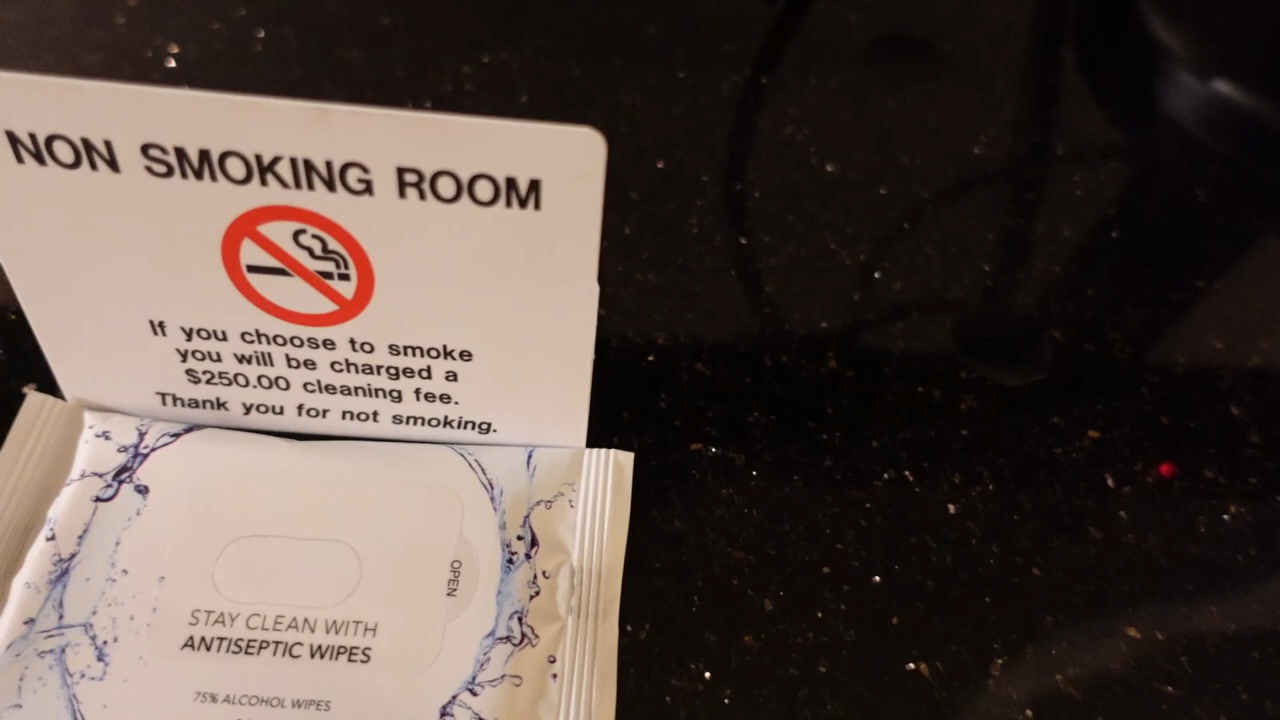 NON SMOKING ROOM
If you choose to smoke
you will be charged a
$250.00 cleaning fee.
Thank you for not smoking.
OPEN
STAY CLEAN WITH
ANTISEPTIC WIPES
75% ALCOHOL WIPES